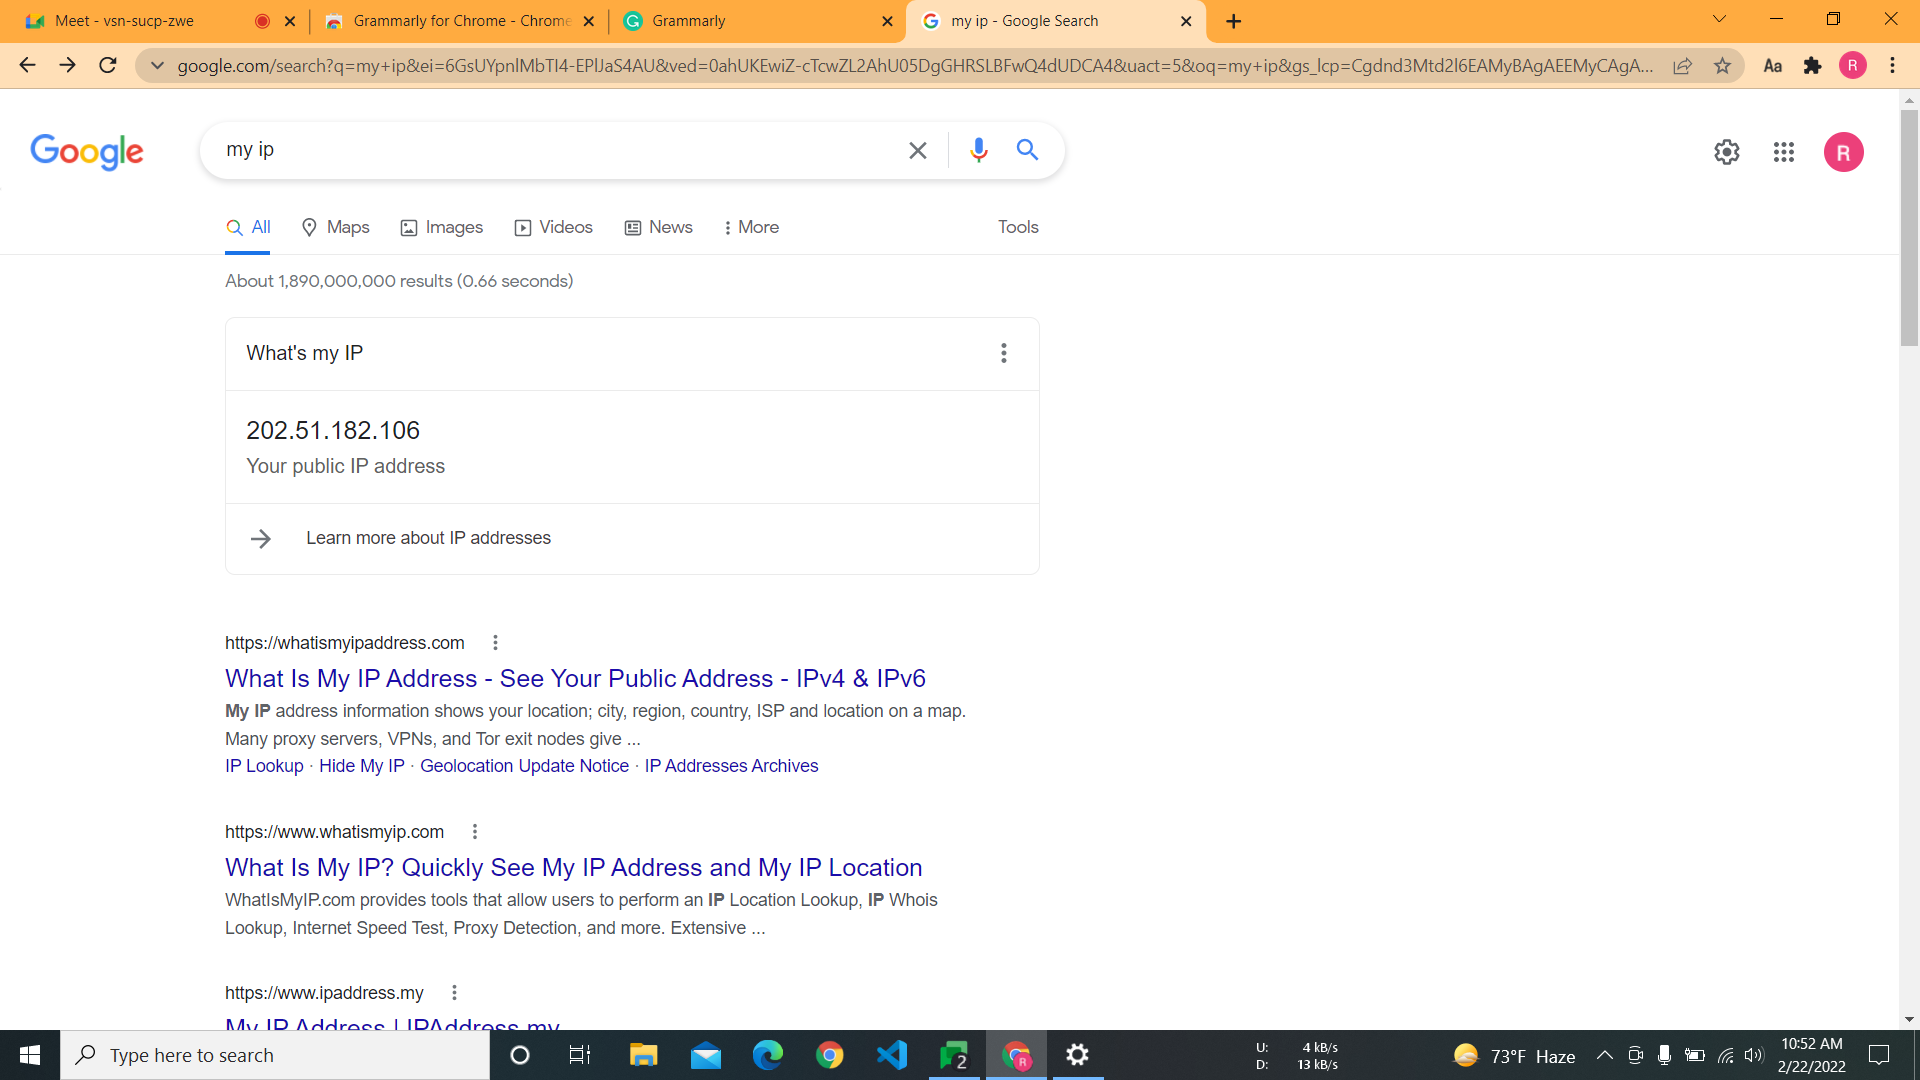 Meet - vsn-sucp-zwe
Grammarly for Chrome - Chrome
Grammarly
my ip - Google Search
google.com/search?q=my+ip&ei=6GsUYpnlMbTI4-EPlJaS4AU&ved=0ahUKEwiZ-cTcwZL2AhU05DgGHRSLBFwQ4dUDCA4&uact=5&oq=my+ip&gs_lcp=Cgdnd3Mtd2l6EAMyBAgAEEMyCAgA...
Aa
R
Google
my ip
R
All
Maps
Images
Videos
News
More
Tools
About 1,890,000,000 results (0.66 seconds)
What's my IP
202.51.182.106
Your public IP address
Learn more about IP addresses
https://whatismyipaddress.com
What Is My IP Address - See Your Public Address - IPv4 & IPv6
My IP address information shows your location; city, region, country, ISP and location on a map.
Many proxy servers, VPNs, and Tor exit nodes give ...
IP Lookup · Hide My IP · Geolocation Update Notice · IP Addresses Archives
https://www.whatismyip.com
What Is My IP? Quickly See My IP Address and My IP Location
WhatIsMyIP.com provides tools that allow users to perform an IP Location Lookup, IP Whois
Lookup, Internet Speed Test, Proxy Detection, and more. Extensive ...
https://www.ipaddress.my
My IP Address | IPAddress.my
Type here to search
2
R
U: 4 kB/s
D: 13 kB/s
73°F Haze
10:52 AM
2/22/2022